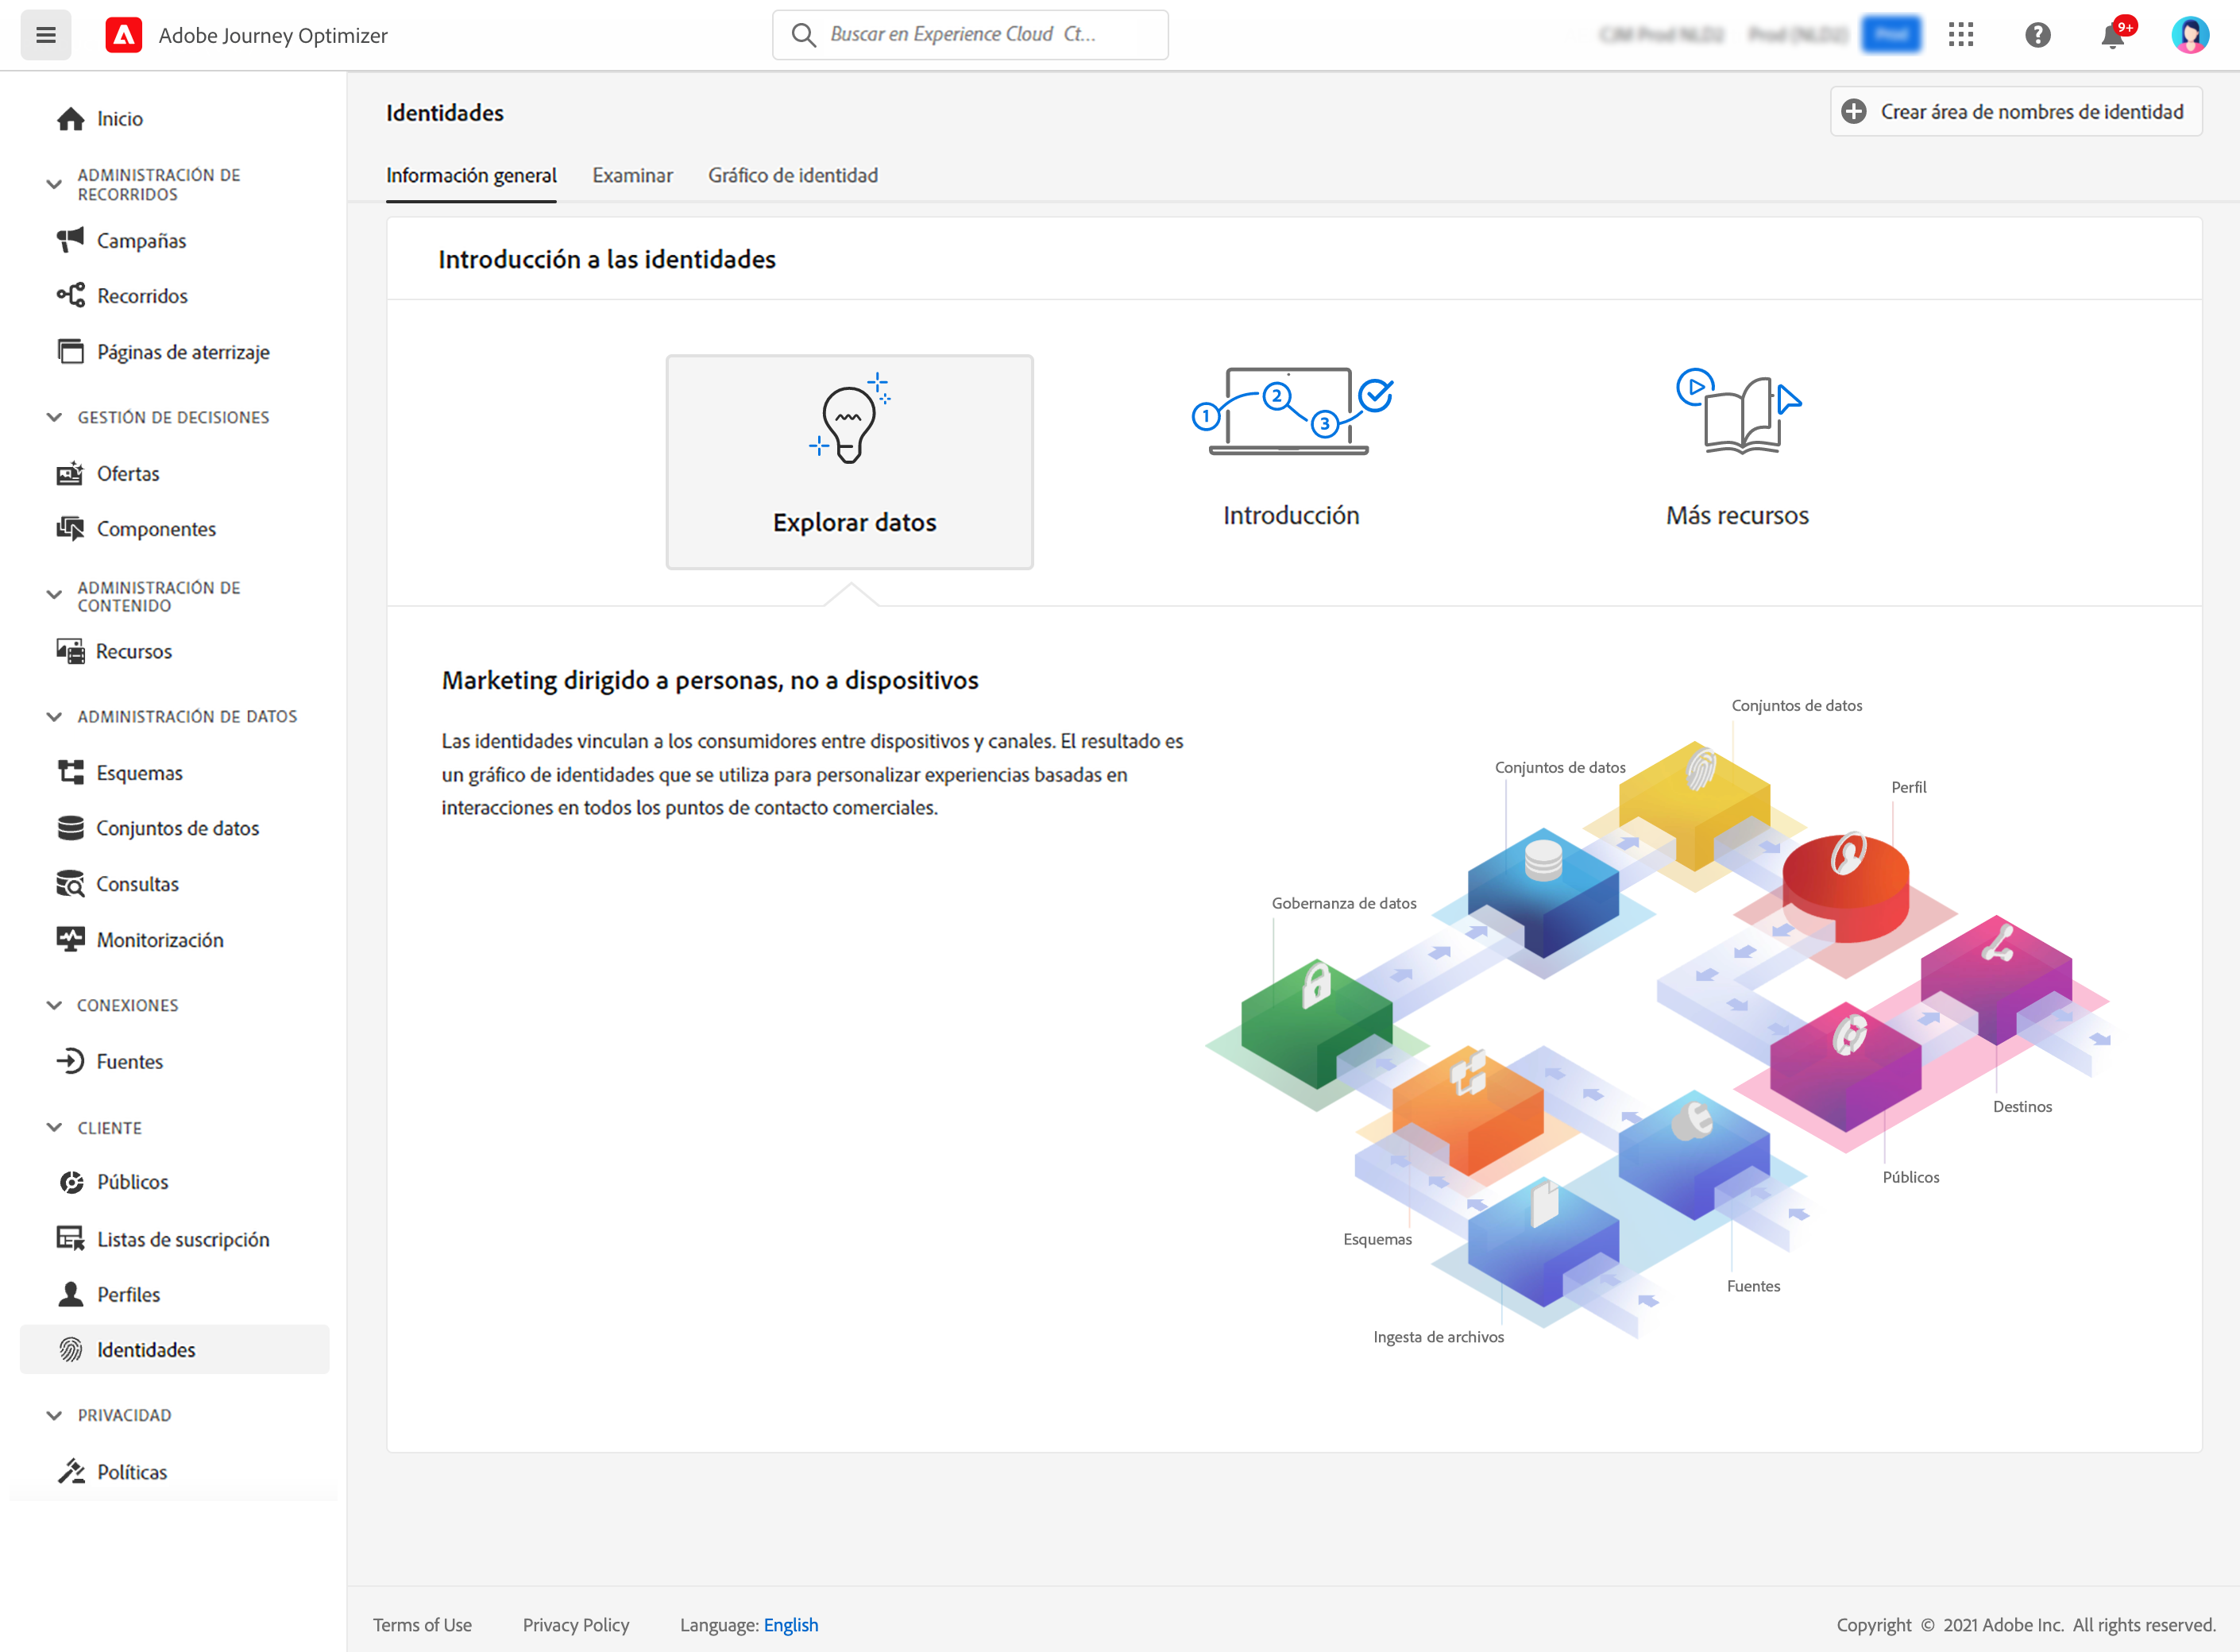 Adobe Journey Optimizer
Buscar en Experience Cloud Ct...
9+
Inicio
ADMINISTRACIÓN DE
RECORRIDOS
Campañas
Recorridos
Páginas de aterrizaje
GESTIÓN DE DECISIONES
Ofertas
Componentes
ADMINISTRACIÓN DE
CONTENIDO
Recursos
ADMINISTRACIÓN DE DATOS
Esquemas
Conjuntos de datos
Consultas
Monitorización
CONEXIONES
Fuentes
CLIENTE
Públicos
Listas de suscripción
Perfiles
Identidades
PRIVACIDAD
Políticas
Identidades
Crear área de nombres de identidad
Información general
Examinar
Gráfico de identidad
Introducción a las identidades
1
2
3
Explorar datos
Introducción
Más recursos
Marketing dirigido a personas, no a dispositivos
Las identidades vinculan a los consumidores entre dispositivos y canales. El resultado es
un gráfico de identidades que se utiliza para personalizar experiencias basadas en
interacciones en todos los puntos de contacto comerciales.
Conjuntos de datos
Conjuntos de datos
Perfil
Gobernanza de datos
Destinos
Públicos
Esquemas
Fuentes
Ingesta de archivos
Terms of Use
Privacy Policy
Language: English
Copyright © 2021 Adobe Inc. All rights reserved.